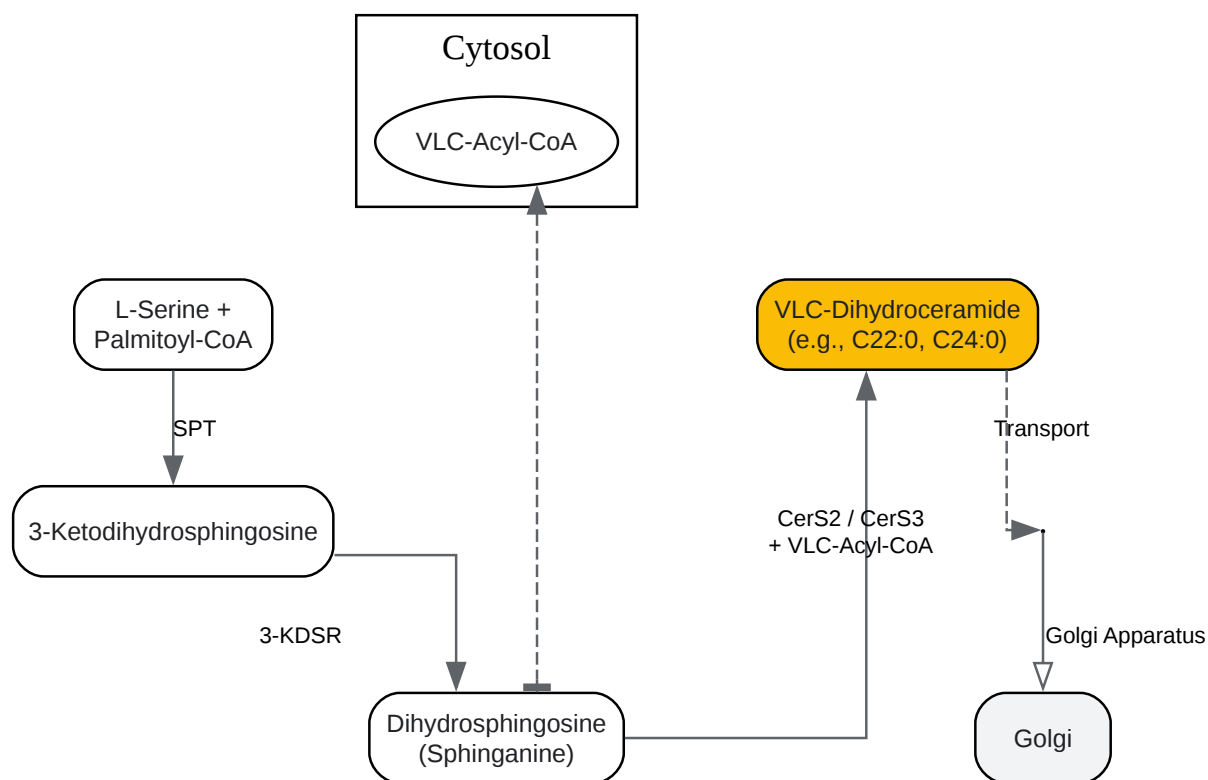 Cytosol
VLC-Acyl-CoA
L-Serine +
Palmitoyl-CoA
VLC-Dihydroceramide
(e.g., C22:0, C24:0)
SPT
Transport
3-Ketodihydrosphingosine
CerS2 / CerS3
+ VLC-Acyl-CoA
3-KDSR
Golgi Apparatus
Dihydrosphingosine
(Sphinganine)
Golgi